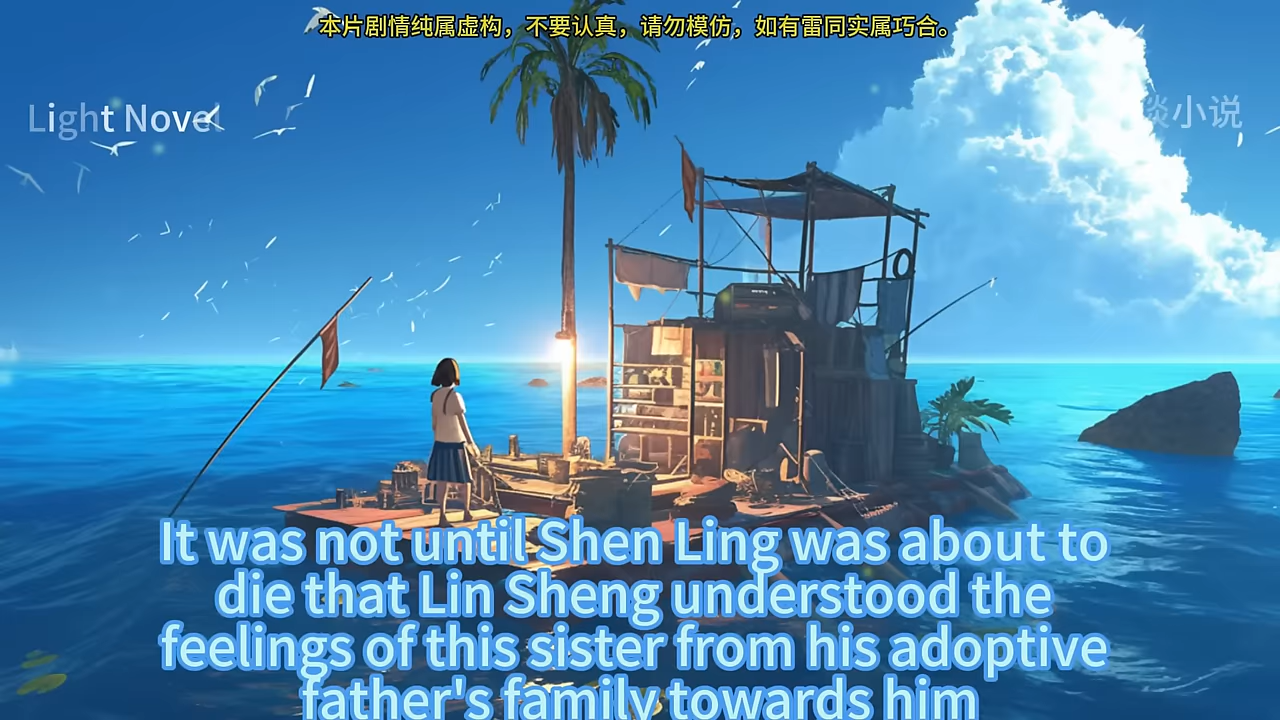 本片剧情纯属虚构，不要认真，请勿模仿，如有雷同实属巧合。
Light Novel
谈小说
It was not until Shen Ling was about to
die that Lin Sheng understood the
feelings of this sister from his adoptive
father's family towards him